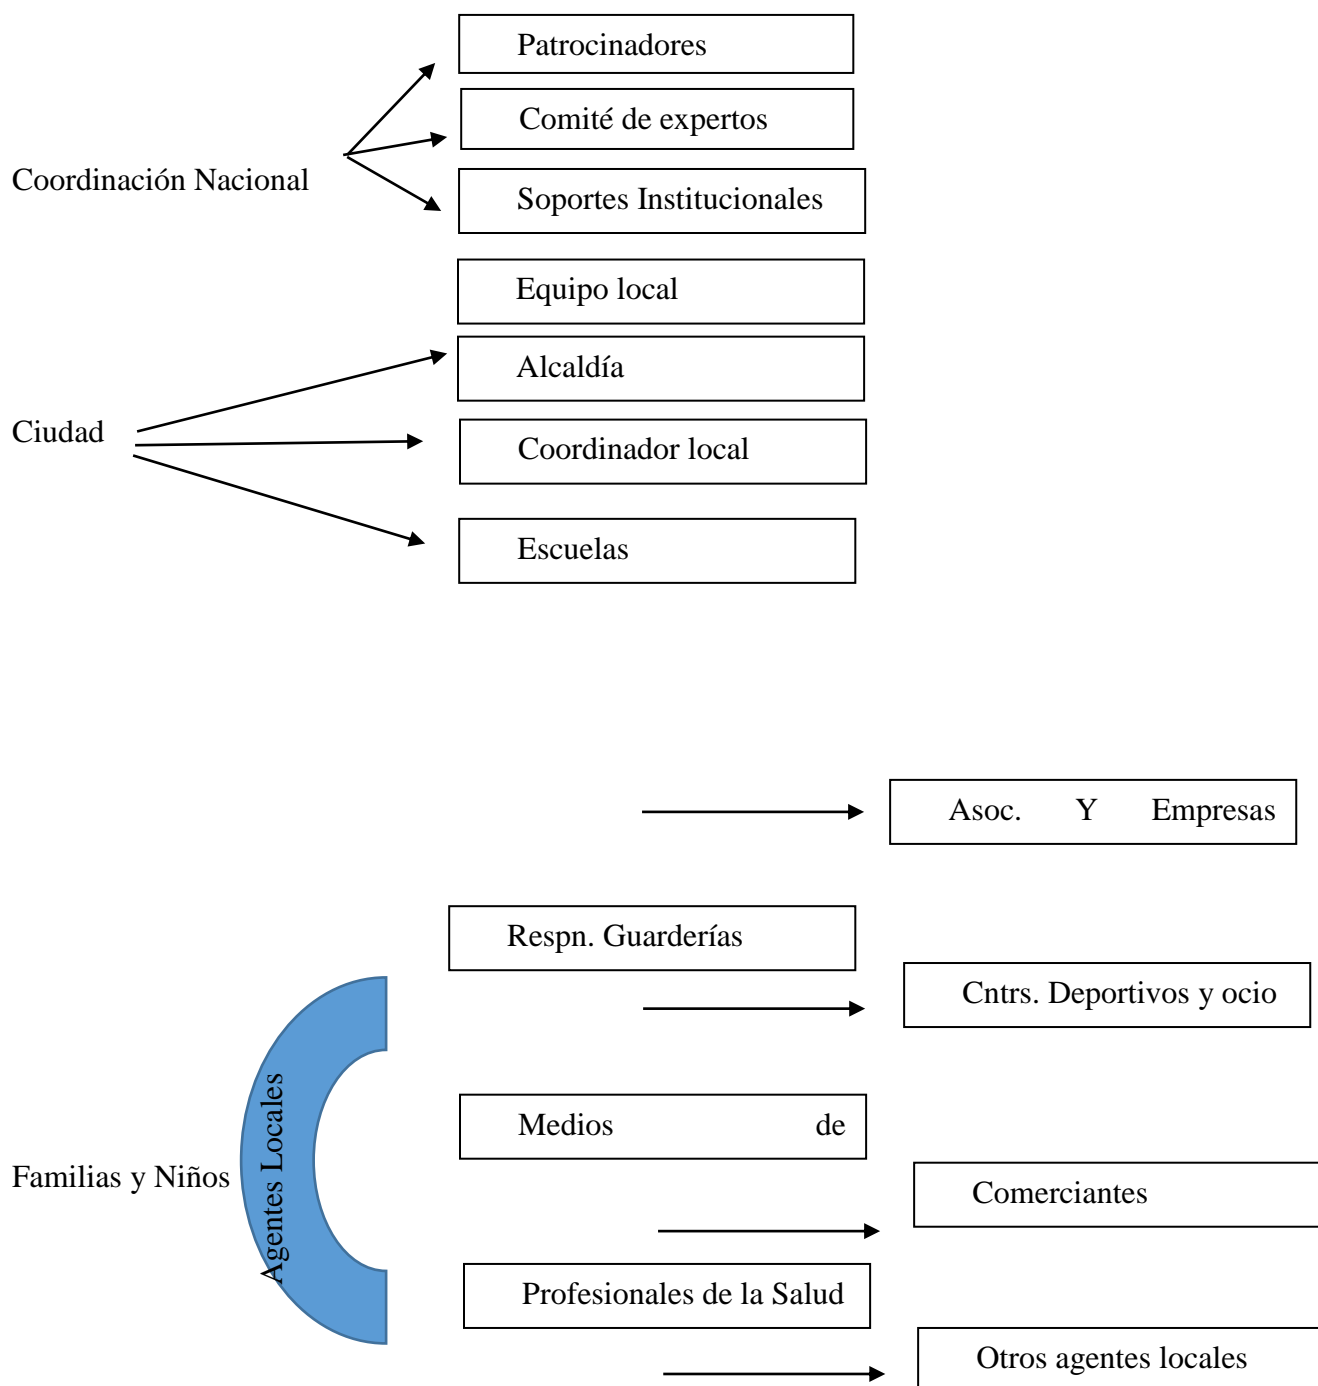 Patrocinadores
Comité de expertos
Coordinación Nacional
Soportes Institucionales
Equipo local
Alcaldía
Ciudad
Coordinador local
Escuelas
Asoc. Y Empresas
Respn. Guarderías
Cntrs. Deportivos y ocio
Agentes Locales
Medios de
Familias y Niños
Comerciantes
Profesionales de la Salud
Otros agentes locales